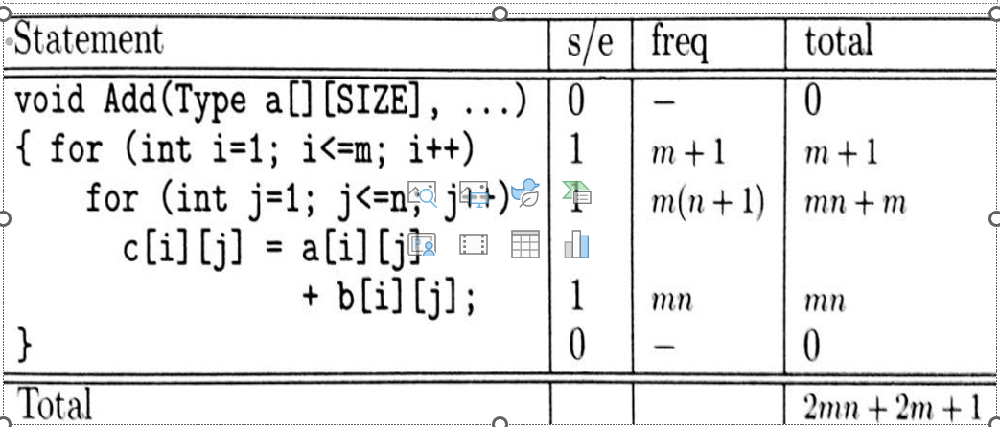 Statement s/e freq total
void Add(Type a[][SIZE], ...) 0 – 0
{ for (int i=1; i<=m; i++) 1 m + 1 m + 1
for (int j=1; j<=n; j++) 1 m(n + 1) mn + m
c[i][j] = a[i][j]
+ b[i][j]; 1 mn mn
} 0 – 0
Total 2mn + 2m + 1